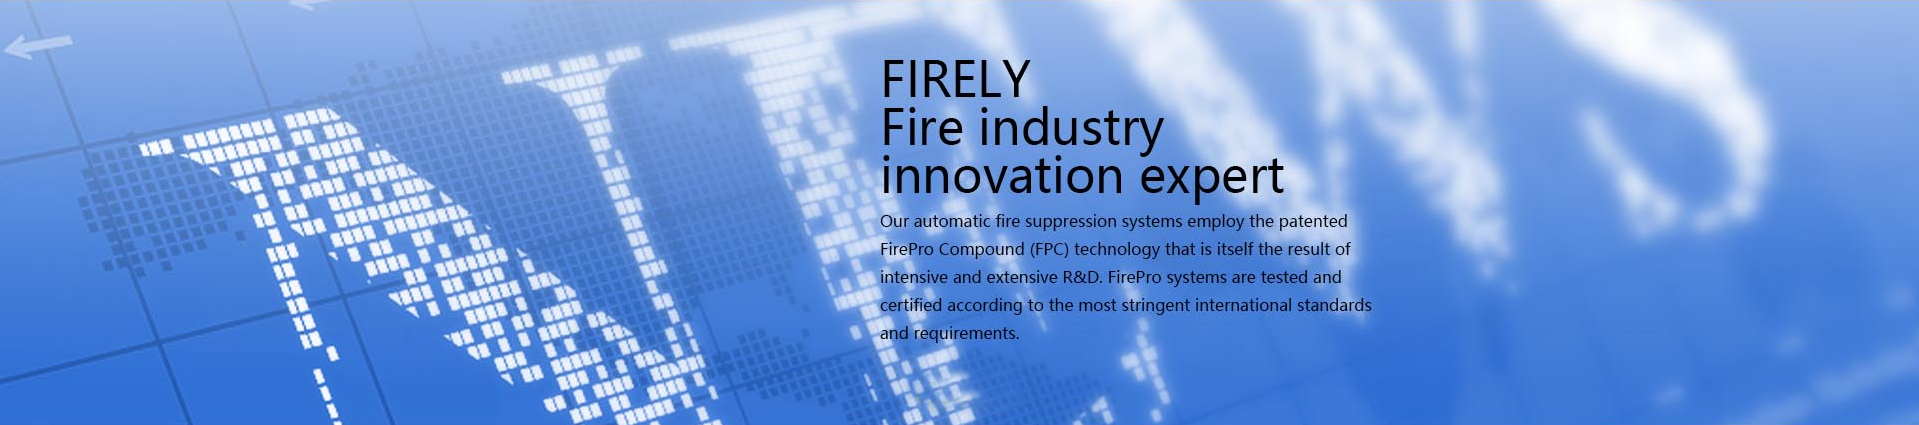 NEWS
FIRELY
Fire industry
innovation expert
Our automatic fire suppression systems employ the patented
FirePro Compound (FPC) technology that is itself the result of
intensive and extensive R&D. FirePro systems are tested and
certified according to the most stringent international standards
and requirements.